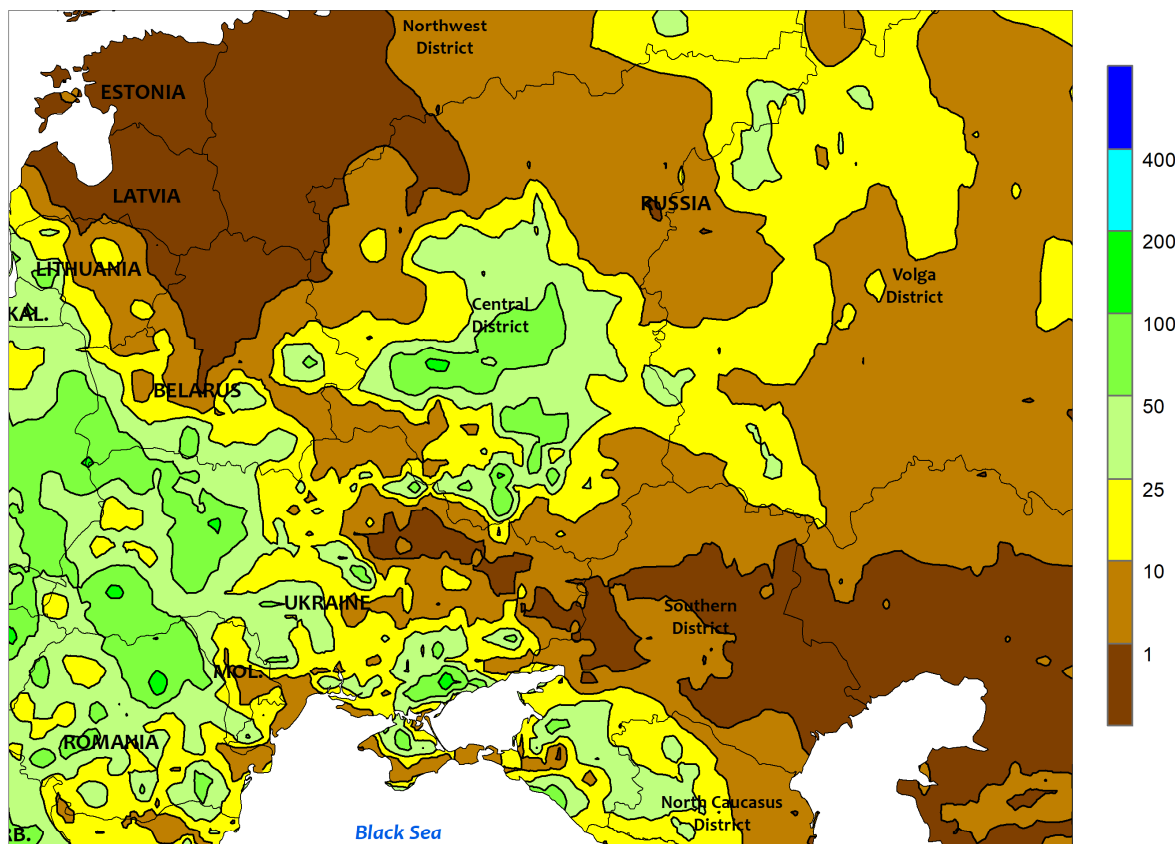 Northwest
District
ESTONIA
400
LATVIA
RUSSIA
200
LITHUANIA
Volga
District
KAL.
Central
District
100
BELARUS
50
25
10
UKRAINE
Southern
District
1
MOL.
ROMANIA
North Caucasus
District
RB.
Black Sea